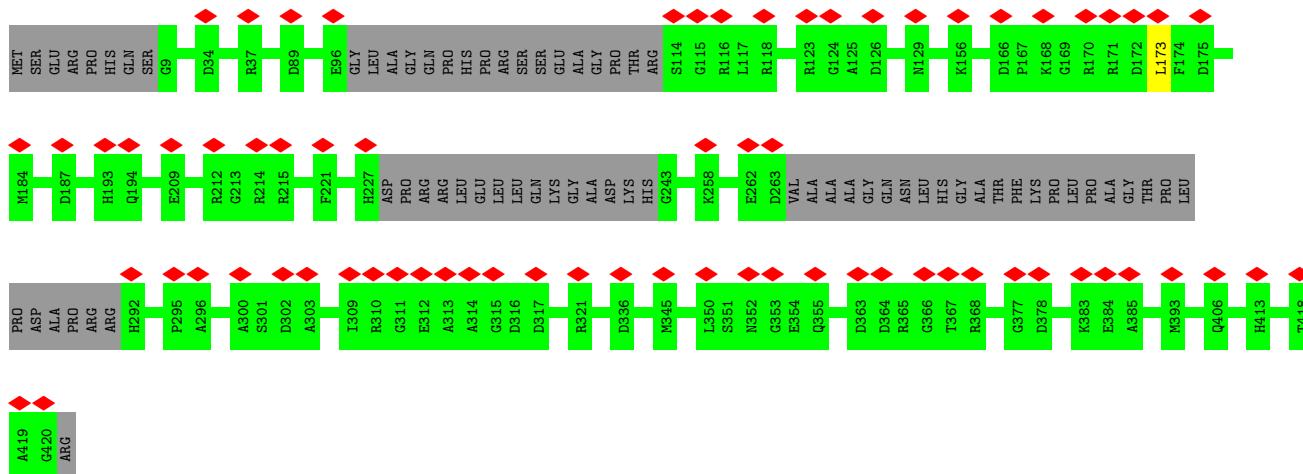 MET SER GLU ARG PRO HIS GLN SER G9 D34 R37 D89 E96 GLY LEU ALA GLY GLN PRO HIS PRO ARG SER SER GLU ALA GLY PRO THR ARG S114 G115 R116 L117 R118 R123 G124 A125 D126 N129 K156 D166 P167 K168 G169 R170 R171 D172 L173 F174 D175
M184 D187 H193 Q194 E209 R212 G213 R214 R215 F221 H227 ASP PRO ARG ARG LEU GLU LEU LEU GLN LYS GLY ALA ASP LYS HIS G243 K258 E262 D263 VAL ALA ALA ALA GLY GLN ASN LEU HIS GLY ALA THR PHE LYS PRO LEU PRO ALA GLY THR PRO LEU
PRO ASP ALA PRO ARG ARG H292 P295 A296 A300 S301 D302 A303 I309 R310 G311 E312 A313 A314 G315 D316 D317 R321 D336 M345 L350 S351 N352 G353 E354 Q355 D363 D364 R365 G366 T367 R368 G377 D378 K383 E384 A385 M393 Q406 H413 T418
A419 G420 ARG